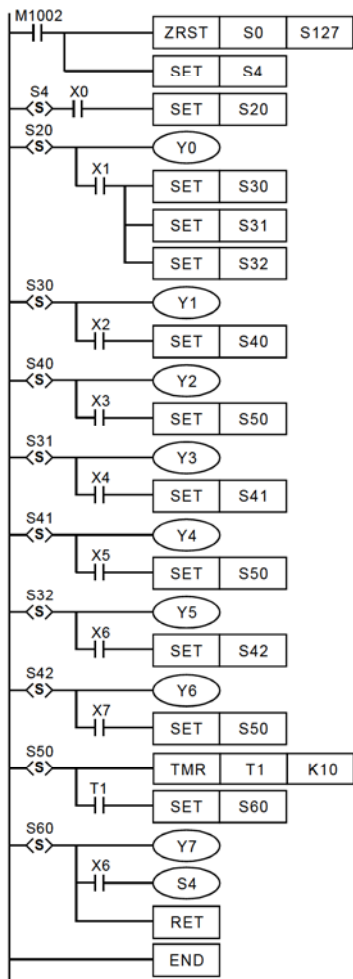 M1002
ZRST S0 S127
SET S4
S4 X0
S SET S20
S20
S Y0
X1
SET S30
SET S31
SET S32
S30
S Y1
X2
SET S40
S40
S Y2
X3
SET S50
S31
S Y3
X4
SET S41
S41
S Y4
X5
SET S50
S32
S Y5
X6
SET S42
S42
S Y6
X7
SET S50
S50
S TMR T1 K10
T1
SET S60
S60
S Y7
X6
S4
RET
END